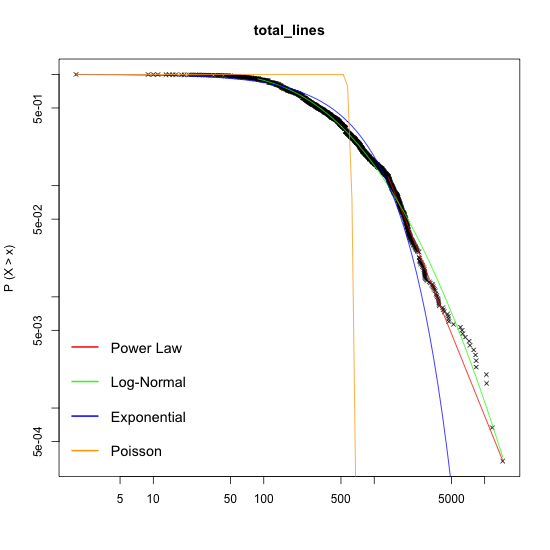 total_lines
P (X > x)
5e-01
5e-02
5e-03
5e-04
Power Law
Log-Normal
Exponential
Poisson
5 10 50 100 500 5000